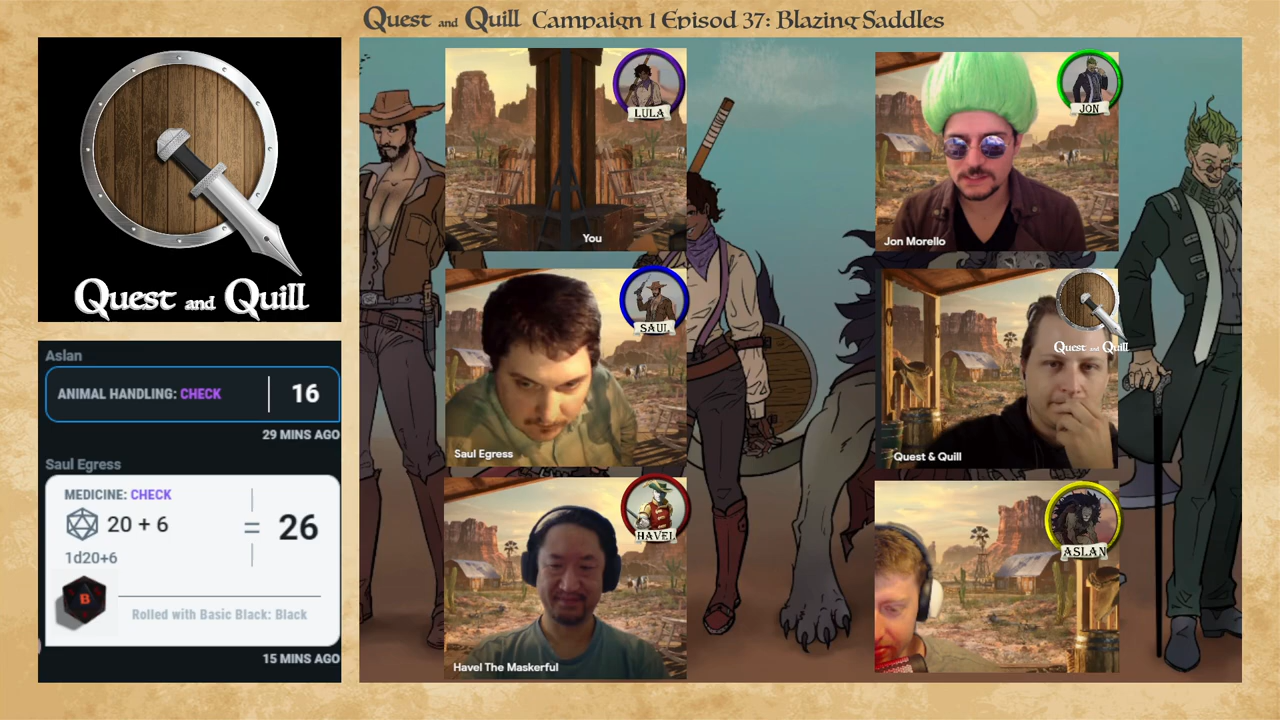 Quest and Quill Campaign 1 Episod 37: Blazing Saddles
Quest and Quill
Aslan
ANIMAL HANDLING: CHECK 16
29 MINS AGO
Saul Egress
MEDICINE: CHECK
20 + 6 = 26
1d20+6
B
Rolled with Basic Black: Black
15 MINS AGO
LULA
You
JON
Jon Morello
SAUL
Saul Egress
Quest and Quill
Quest & Quill
HAVEL
Havel The Maskerful
ASLAN